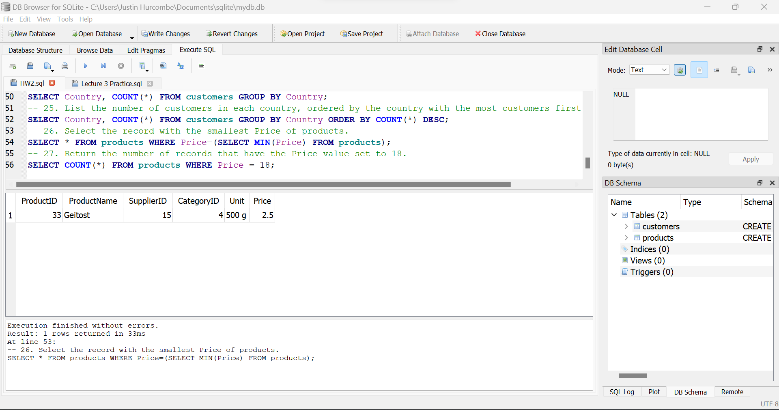 DB Browser for SQLite - C:\Users\Justin Hurcombe\Documents\sqlite\mydb.db
File Edit View Tools Help
New Database Open Database Write Changes Revert Changes Open Project Save Project Attach Database Close Database
Database Structure Browse Data Edit Pragmas Execute SQL
HW2.sql Lecture 3 Practice.sql
50 SELECT Country, COUNT(*) FROM customers GROUP BY Country;
51 -- 25. List the number of customers in each country, ordered by the country with the most customers first
52 SELECT Country, COUNT(*) FROM customers GROUP BY Country ORDER BY COUNT(*) DESC;
53 -- 26. Select the record with the smallest Price of products.
54 SELECT * FROM products WHERE Price (SELECT MIN(Price) FROM products);
55 -- 27. Return the number of records that have the Price value set to 18.
56 SELECT COUNT(*) FROM products WHERE Price = 18;
ProductID ProductName SupplierID CategoryID Unit Price
1 33 Geitost 15 4 500 g 2.5
Execution finished without errors.
Result: 1 rows returned in 33ms
At line 53:
-- 26. Select the record with the smallest Price of products.
SELECT * FROM products WHERE Price=(SELECT MIN(Price) FROM products);
Edit Database Cell
Mode: Text
NULL
Type of data currently in cell: NULL
0 byte(s)
Apply
DB Schema
Name Type Schema
Tables (2)
customers CREATE
products CREATE
Indices (0)
Views (0)
Triggers (0)
SQL Log Plot DB Schema Remote
UTF-8